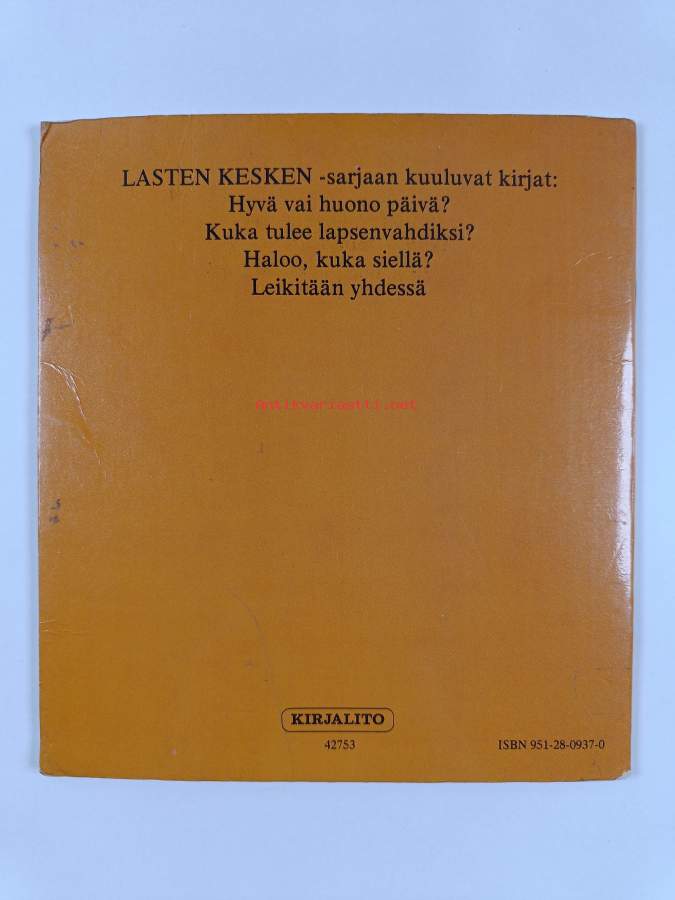 LASTEN KESKEN -sarjaan kuuluvat kirjat:
Hyvä vai huono päivä?
Kuka tulee lapsenvahdiksi?
Haloo, kuka siellä?
Leikitään yhdessä
antikvariaatti.net
KIRJALITO
42753
ISBN 951-28-0937-0